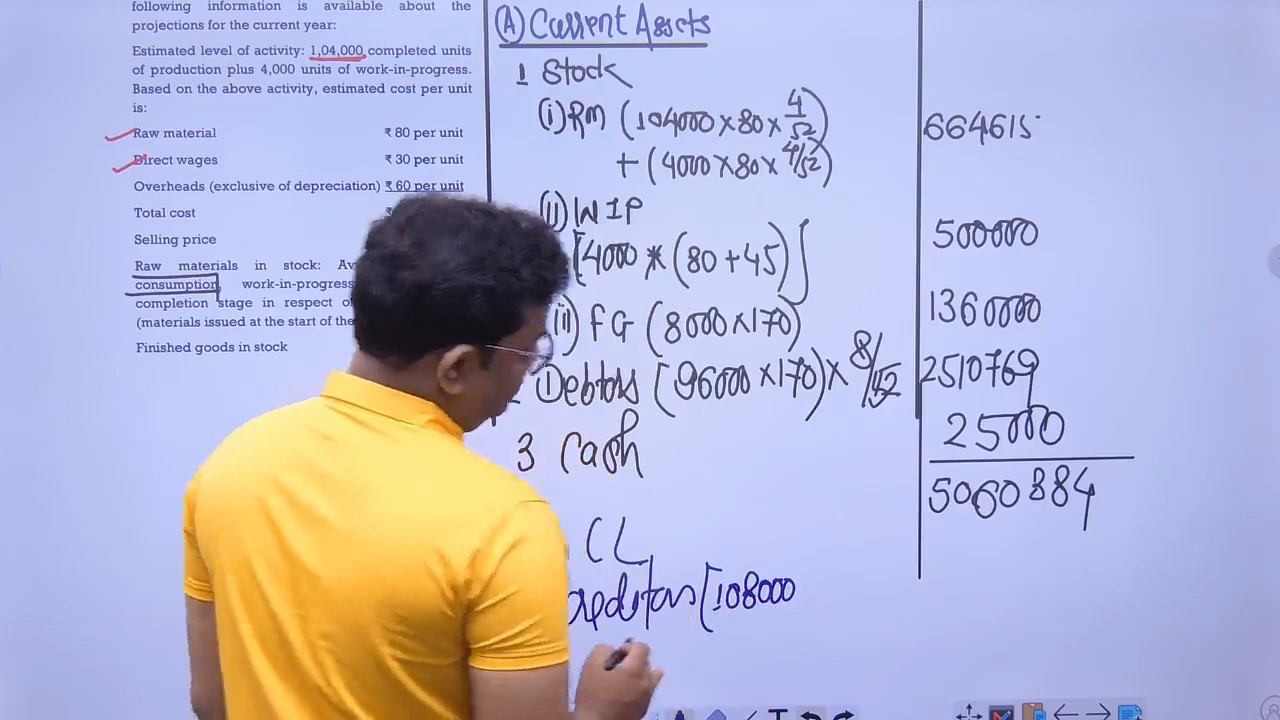 following information is available about the
projections for the current year:
Estimated level of activity: 1,04,000 completed units
of production plus 4,000 units of work-in-progress.
Based on the above activity, estimated cost per unit
is:
Raw material ₹ 80 per unit
Direct wages ₹ 30 per unit
Overheads (exclusive of depreciation) ₹ 60 per unit
Total cost
Selling price
Raw materials in stock:
consumption, work-in-progress
completion stage in respect of
(materials issued at the start of the
Finished goods in stock
(A) Current Assets
1 Stock
(i) RM (104000 × 80 × 4/52) 664615
+ (4000 × 80 × 4/52)
(ii) WIP
[4000 * (80 + 45)] 500000
FG (8000 × 170) 1360000
Debtors [96000 × 170) × 8/52 2510769
3 Cash 25000
5060384
CL
[108000